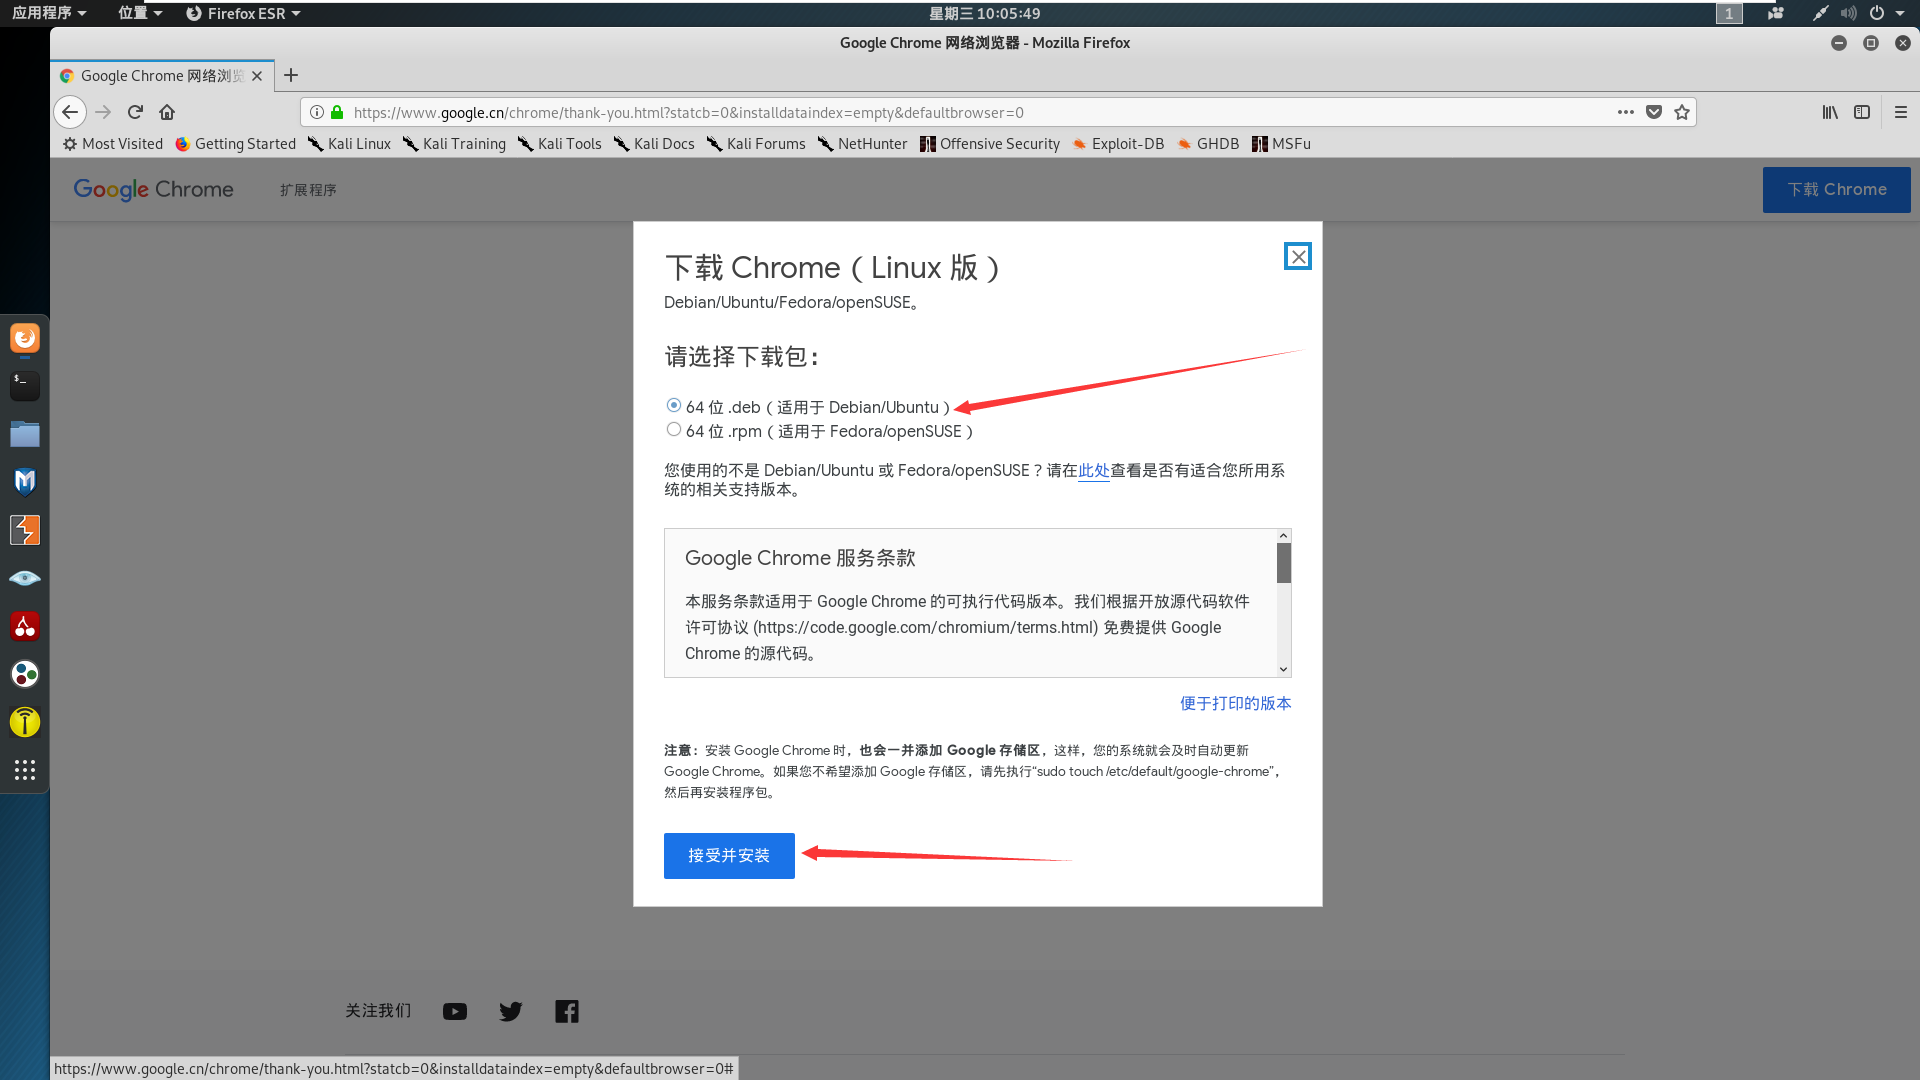 应用程序 位置 Firefox ESR 星期三 10:05:49 1
Google Chrome 网络浏览器 - Mozilla Firefox
Google Chrome 网络浏览
https://www.google.cn/chrome/thank-you.html?statcb=0&installdataindex=empty&defaultbrowser=0
Most Visited Getting Started Kali Linux Kali Training Kali Tools Kali Docs Kali Forums NetHunter Offensive Security Exploit-DB GHDB MSFu
Google Chrome 扩展程序 下载 Chrome
下载 Chrome（Linux 版）
Debian/Ubuntu/Fedora/openSUSE。
请选择下载包：
64 位 .deb（适用于 Debian/Ubuntu）
64 位 .rpm（适用于 Fedora/openSUSE）
您使用的不是 Debian/Ubuntu 或 Fedora/openSUSE？请在此处查看是否有适合您所用系
统的相关支持版本。
Google Chrome 服务条款
本服务条款适用于 Google Chrome 的可执行代码版本。我们根据开放源代码软件
许可协议 (https://code.google.com/chromium/terms.html) 免费提供 Google
Chrome 的源代码。
便于打印的版本
注意：安装 Google Chrome 时，也会一并添加 Google 存储区，这样，您的系统就会及时自动更新
Google Chrome。如果您不希望添加 Google 存储区，请先执行“sudo touch /etc/default/google-chrome”，
然后再安装程序包。
接受并安装
关注我们
https://www.google.cn/chrome/thank-you.html?statcb=0&installdataindex=empty&defaultbrowser=0#